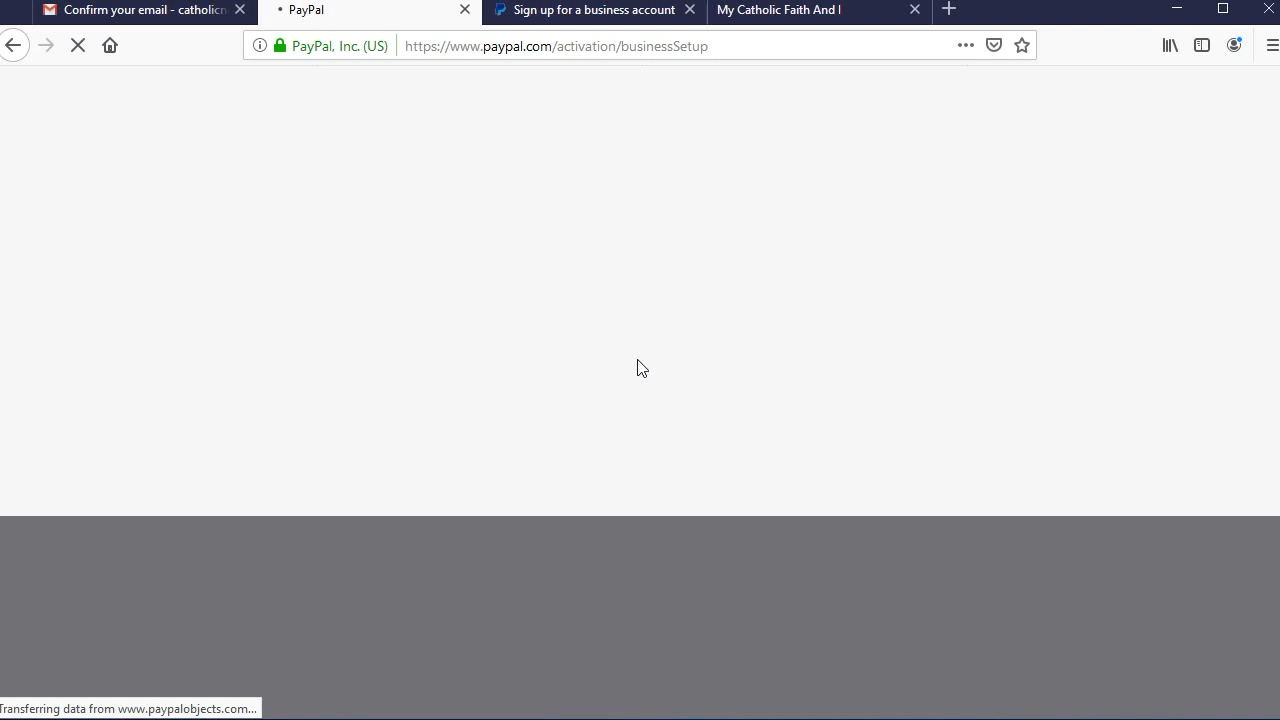 Confirm your email - catholicn
PayPal
Sign up for a business account
My Catholic Faith And I
PayPal, Inc. (US)
https://www.paypal.com/activation/businessSetup
Transferring data from www.paypalobjects.com...